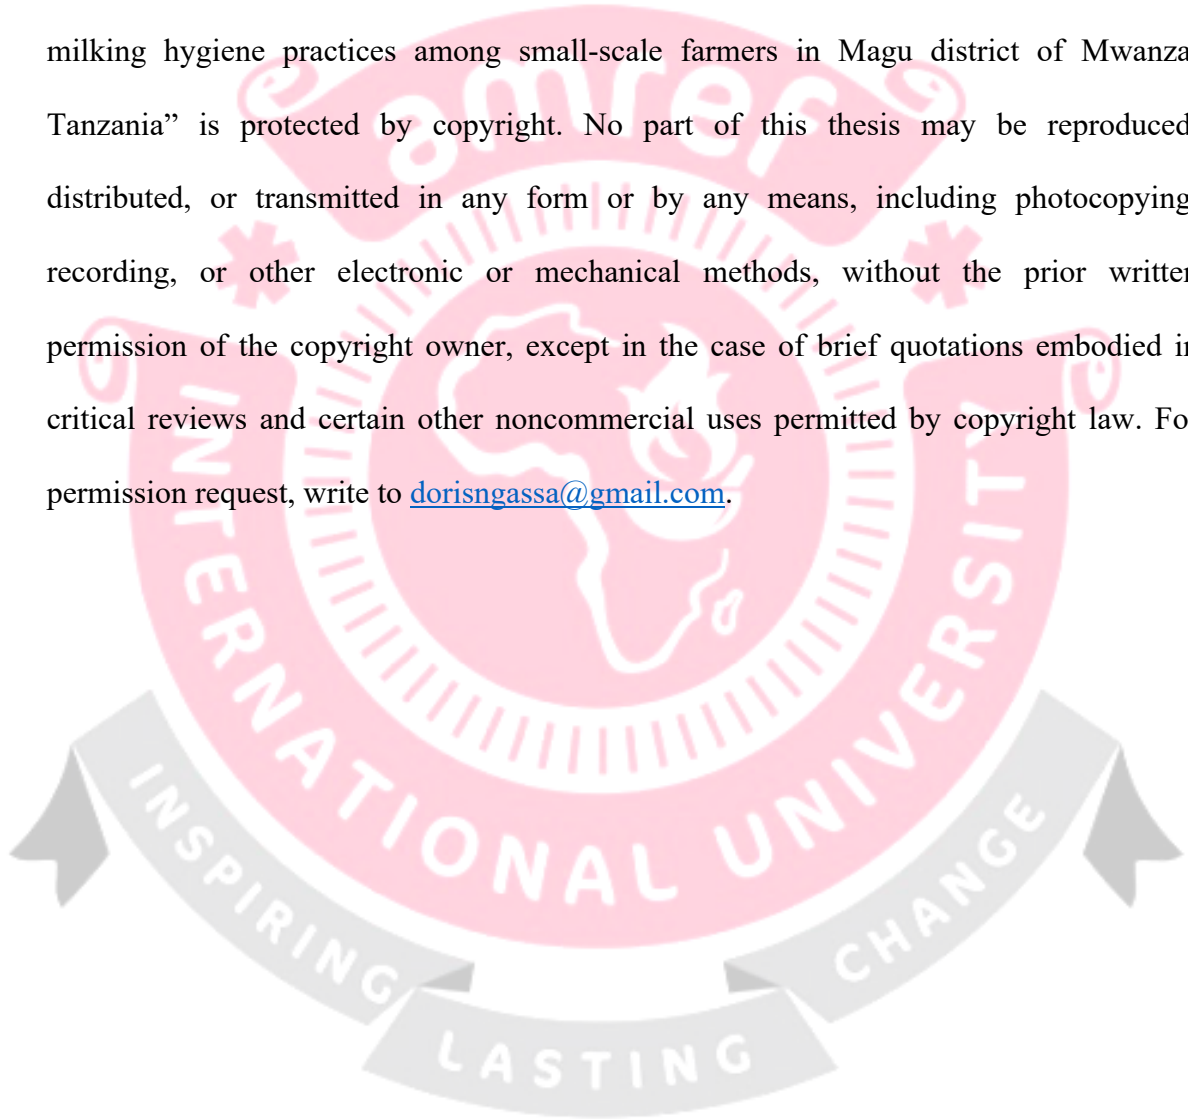 milking hygiene practices among small-scale farmers in Magu district of Mwanza
Tanzania” is protected by copyright. No part of this thesis may be reproduced
distributed, or transmitted in any form or by any means, including photocopying
recording, or other electronic or mechanical methods, without the prior written
permission of the copyright owner, except in the case of brief quotations embodied in
critical reviews and certain other noncommercial uses permitted by copyright law. Fo
permission request, write to dorisngassa@gmail.com.
amref
INTERNATIONAL UNIVERSITY
INSPIRING LASTING CHANGE